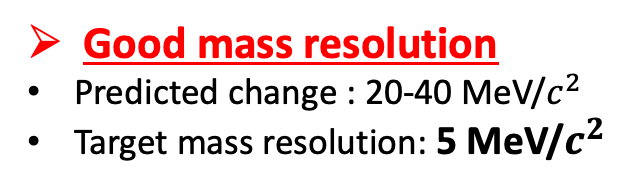 ➢ Good mass resolution
• Predicted change : 20-40 MeV/c²
• Target mass resolution: 5 MeV/c²